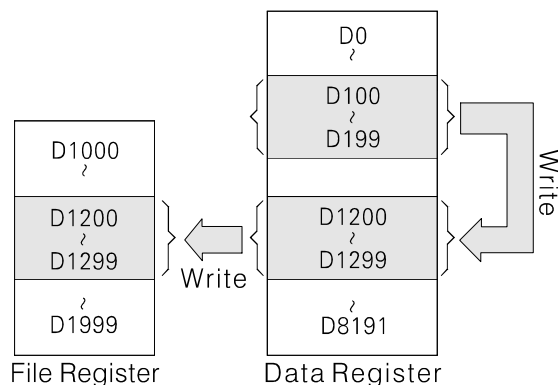 D1000
~
D1200
~
D1299
~
D1999
File Register
Write
D0
~
D100
~
D199
D1200
~
D1299
~
D8191
Data Register
Write